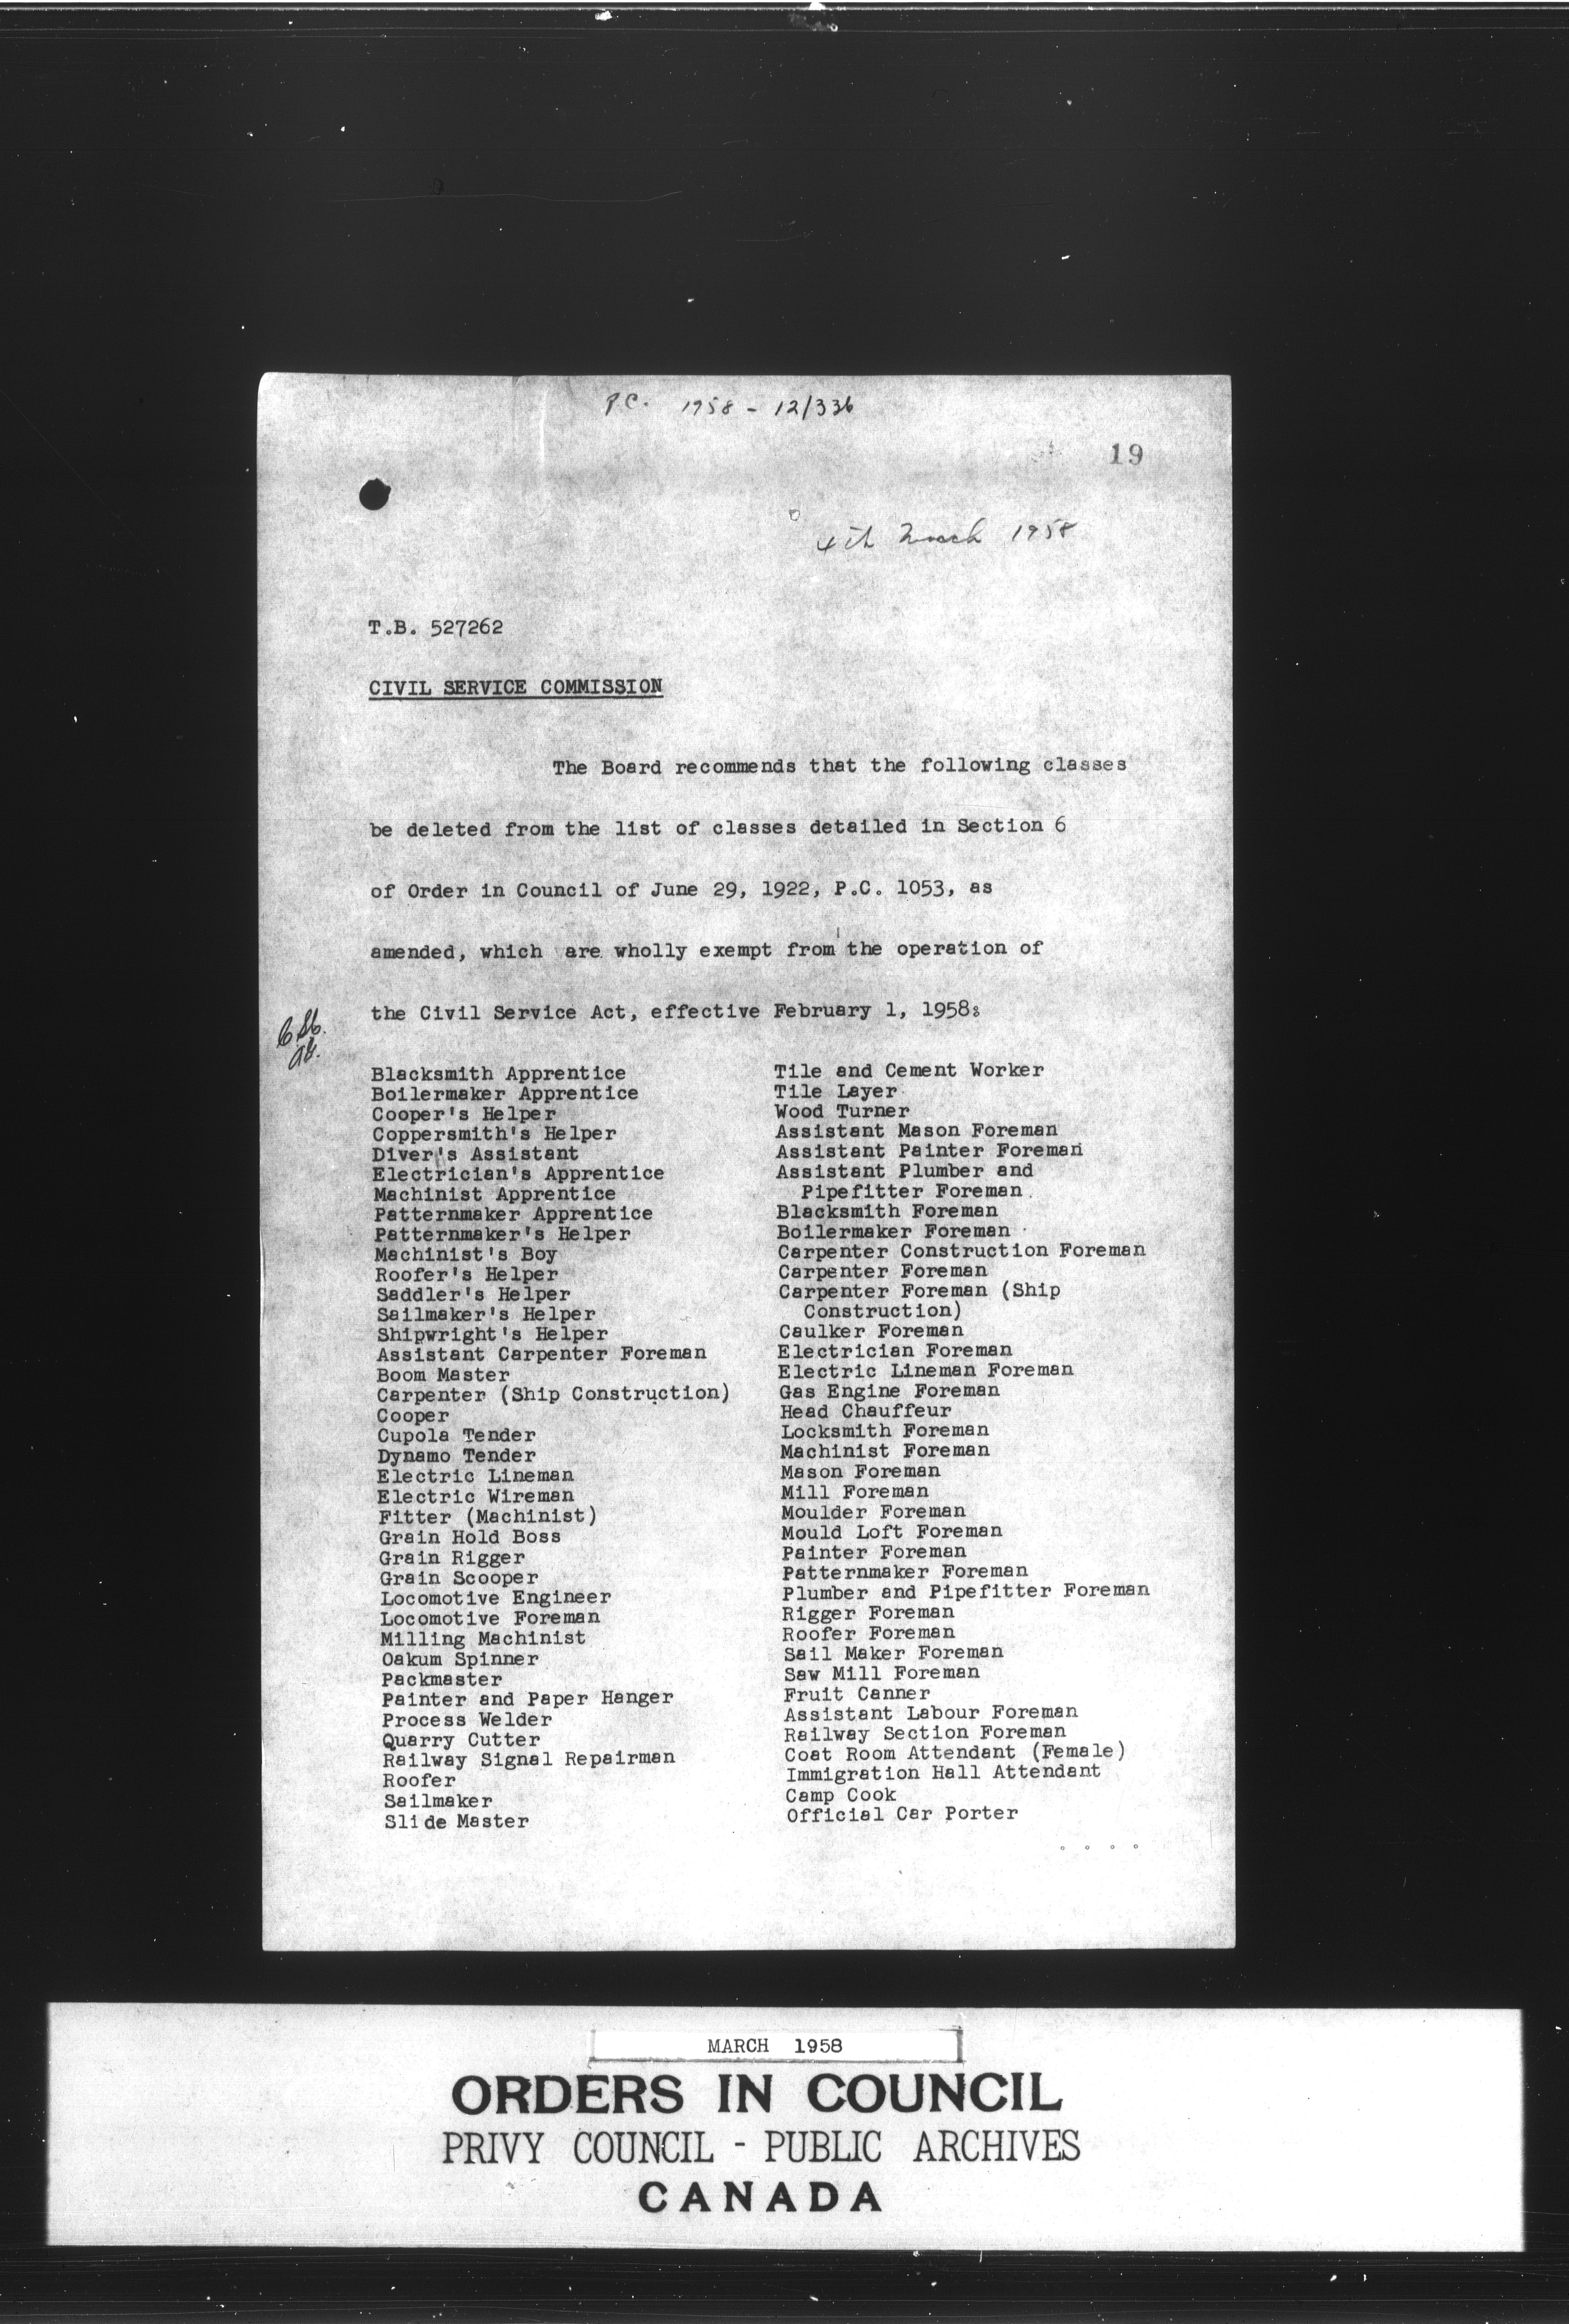 P.C. 1958 - 12/336
19
4th March 1958
T.B. 527262
CIVIL SERVICE COMMISSION
The Board recommends that the following classes
be deleted from the list of classes detailed in Section 6
of Order in Council of June 29, 1922, P.C. 1053, as
amended, which are wholly exempt from the operation of
the Civil Service Act, effective February 1, 1958:
Blacksmith Apprentice
Boilermaker Apprentice
Cooper's Helper
Coppersmith's Helper
Diver's Assistant
Electrician's Apprentice
Machinist Apprentice
Patternmaker Apprentice
Patternmaker's Helper
Machinist's Boy
Roofer's Helper
Saddler's Helper
Sailmaker's Helper
Shipwright's Helper
Assistant Carpenter Foreman
Boom Master
Carpenter (Ship Construction)
Cooper
Cupola Tender
Dynamo Tender
Electric Lineman
Electric Wireman
Fitter (Machinist)
Grain Hold Boss
Grain Rigger
Grain Scooper
Locomotive Engineer
Locomotive Foreman
Milling Machinist
Oakum Spinner
Packmaster
Painter and Paper Hanger
Process Welder
Quarry Cutter
Railway Signal Repairman
Roofer
Sailmaker
Slide Master
Tile and Cement Worker
Tile Layer
Wood Turner
Assistant Mason Foreman
Assistant Painter Foreman
Assistant Plumber and
Pipefitter Foreman
Blacksmith Foreman
Boilermaker Foreman
Carpenter Construction Foreman
Carpenter Foreman
Carpenter Foreman (Ship
Construction)
Caulker Foreman
Electrician Foreman
Electric Lineman Foreman
Gas Engine Foreman
Head Chauffeur
Locksmith Foreman
Machinist Foreman
Mason Foreman
Mill Foreman
Moulder Foreman
Mould Loft Foreman
Painter Foreman
Patternmaker Foreman
Plumber and Pipefitter Foreman
Rigger Foreman
Roofer Foreman
Sail Maker Foreman
Saw Mill Foreman
Fruit Canner
Assistant Labour Foreman
Railway Section Foreman
Coat Room Attendant (Female)
Immigration Hall Attendant
Camp Cook
Official Car Porter
. . . .
MARCH 1958
ORDERS IN COUNCIL
PRIVY COUNCIL - PUBLIC ARCHIVES
CANADA